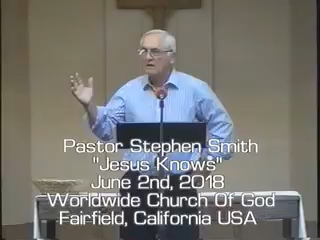 Pastor Stephen Smith
"Jesus Knows"
June 2nd, 2018
Worldwide Church Of God
Fairfield, California USA